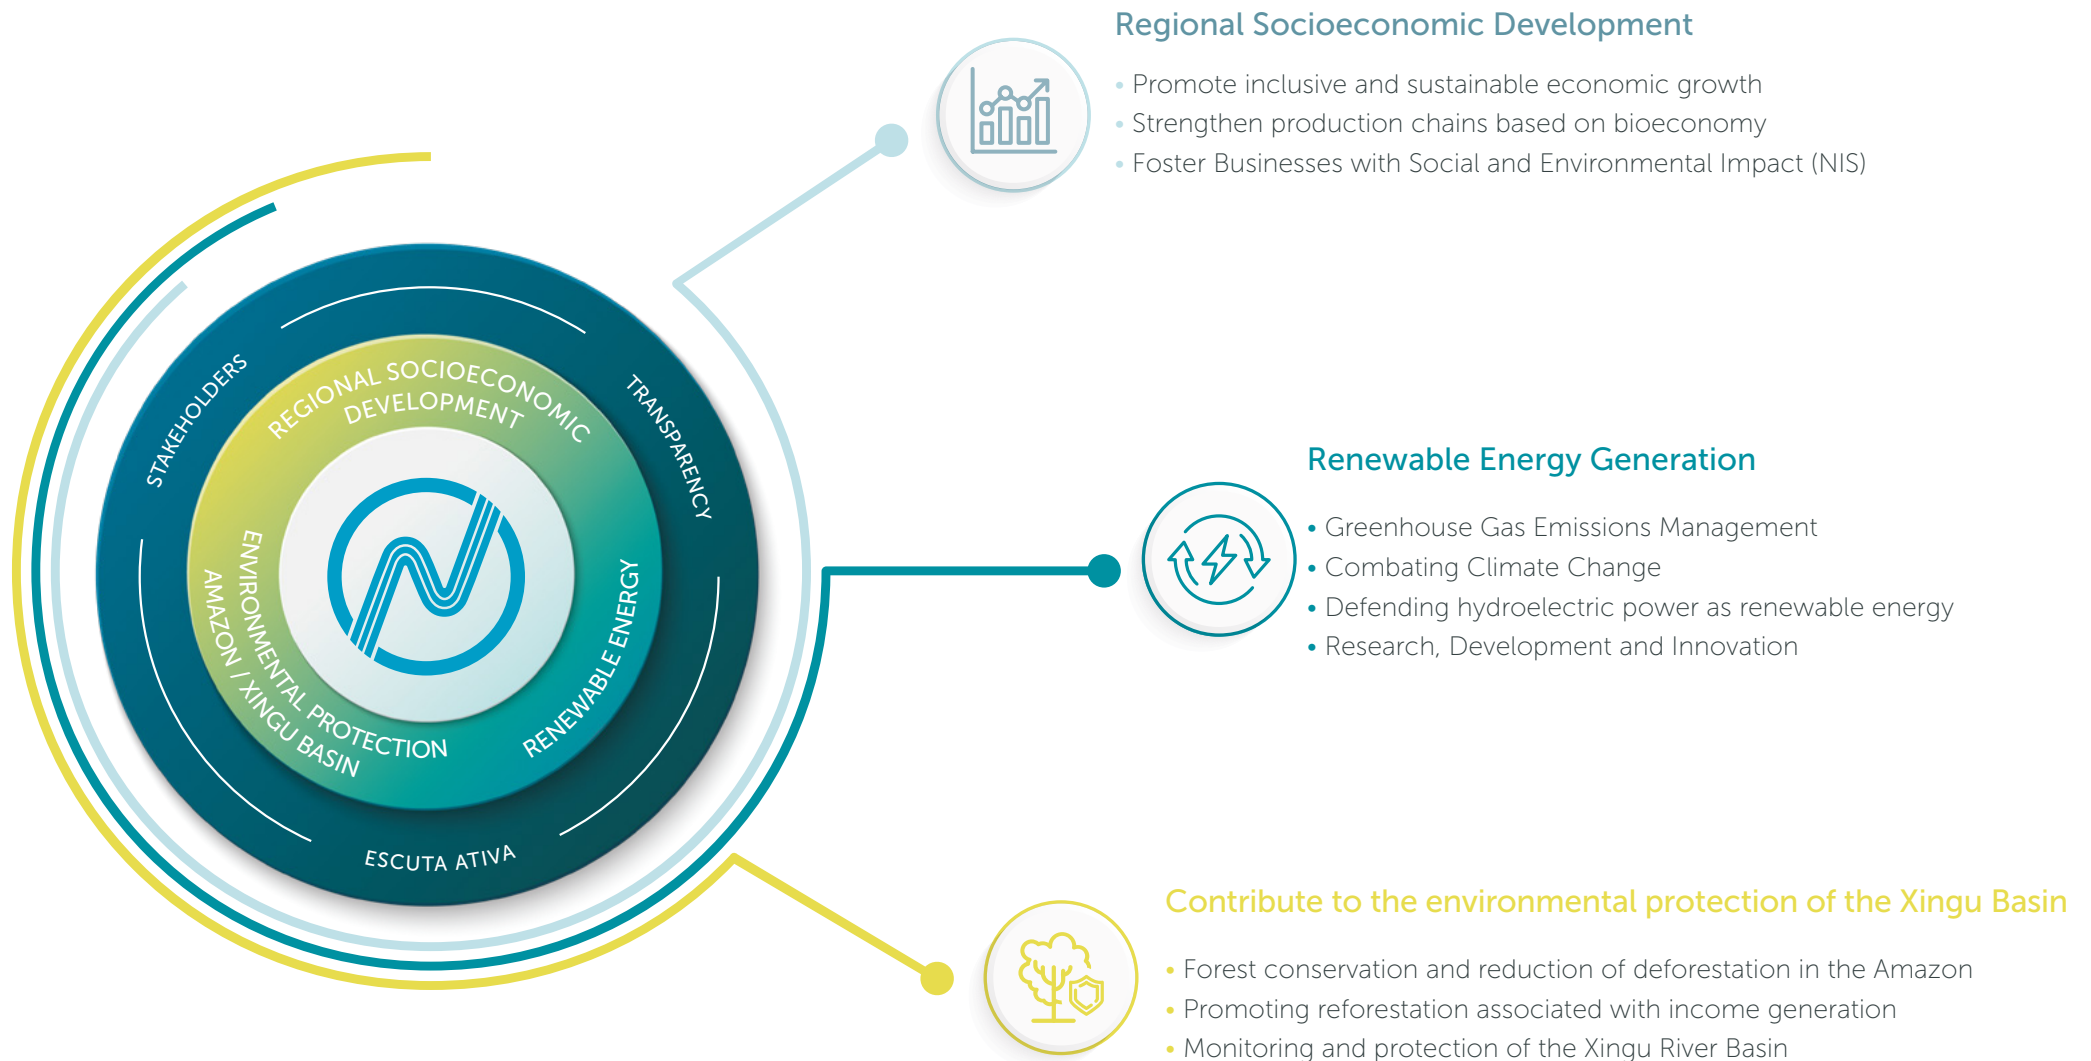 STAKEHOLDERS
TRANSPARENCY
ESCUTA ATIVA
REGIONAL SOCIOECONOMIC
DEVELOPMENT
RENEWABLE ENERGY
ENVIRONMENTAL PROTECTION
AMAZON / XINGU BASIN
Regional Socioeconomic Development
• Promote inclusive and sustainable economic growth
• Strengthen production chains based on bioeconomy
• Foster Businesses with Social and Environmental Impact (NIS)
Renewable Energy Generation
• Greenhouse Gas Emissions Management
• Combating Climate Change
• Defending hydroelectric power as renewable energy
• Research, Development and Innovation
Contribute to the environmental protection of the Xingu Basin
• Forest conservation and reduction of deforestation in the Amazon
• Promoting reforestation associated with income generation
• Monitoring and protection of the Xingu River Basin